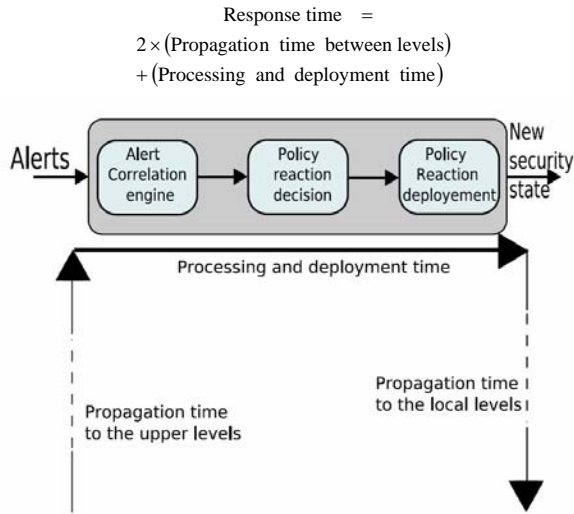 Response time =
2 × (Propagation time between levels)
+ (Processing and deployment time)
Alerts
Alert
Correlation
engine
Policy
reaction
decision
Policy
Reaction
deployement
New
security
state
Processing and deployment time
Propagation time
to the upper levels
Propagation time
to the local levels